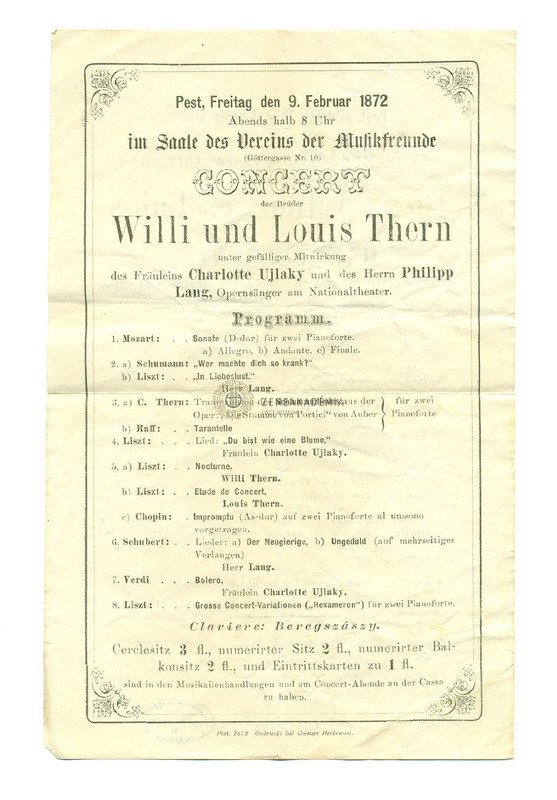 Pest, Freitag den 9. Februar 1872
Abends halb 8 Uhr
im Saale des Vereins der Musikfreunde
(Göttergasse Nr. 10)
CONCERT
der Brüder
Willi und Louis Thern
unter gefälliger Mitwirkung
des Fräuleins Charlotte Ujlaky und des Herrn Philipp
Lang, Opernsänger am Nationaltheater.
Programm.
1. Mozart: . . Sonate (D-dur) für zwei Pianoforte.
a) Allegro, b) Andante, c) Finale.
2. a) Schumann: „Wer machte dich so krank?"
b) Liszt: . . „In Liebeslust."
Herr Lang.
3. a) C. Thern: der aus der für zwei
Oper: „Die Stumme von Portici" von Auber Pianoforte
ZENEAKADÉMIA
b) Raff: . . Tarantelle
4. Liszt: . . . Lied: „Du bist wie eine Blume,"
Fräulein Charlotte Ujlaky.
5. a) Liszt: . . Nocturne,
Willi Thern.
b) Liszt: . . Etude de Concert,
Louis Thern.
c) Chopin: . Impromptu (As-dur) auf zwei Pianoforte al unisono
vorgetragen.
6. Schubert: . . Lieder: a) Der Neugierige, b) Ungeduld (auf mehrseitiges
Verlangen)
Herr Lang.
7. Verdi . . . Bolero,
Fräulein Charlotte Ujlaky.
8. Liszt: . . . Grosse Concert-Variationen („Hexameron") für zwei Pianoforte.
Claviere: Beregszászy.
Cerclesitz 3 fl., numerirter Sitz 2 fl., numerirter Bal-
konsitz 2 fl., und Eintrittskarten zu 1 fl.
sind in den Musikalienhandlungen und am Concert-Abende an der Cassa
zu haben.
Pest, 1872 Gedruckt bei Gustav